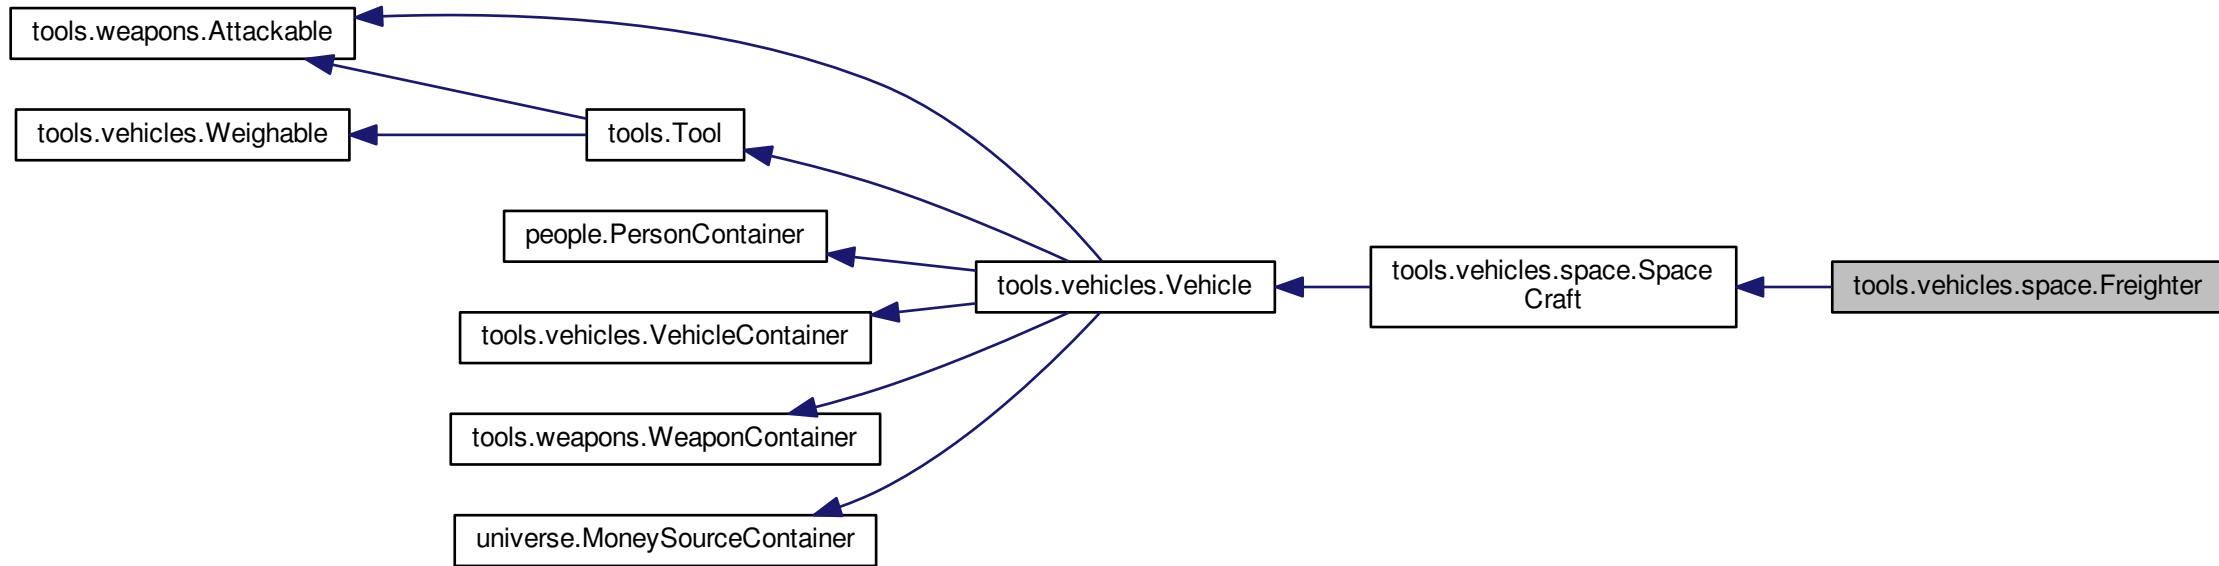 tools.weapons.Attackable
tools.vehicles.Weighable
tools.Tool
people.PersonContainer
tools.vehicles.VehicleContainer
tools.weapons.WeaponContainer
universe.MoneySourceContainer
tools.vehicles.Vehicle
tools.vehicles.space.Space
Craft
tools.vehicles.space.Freighter